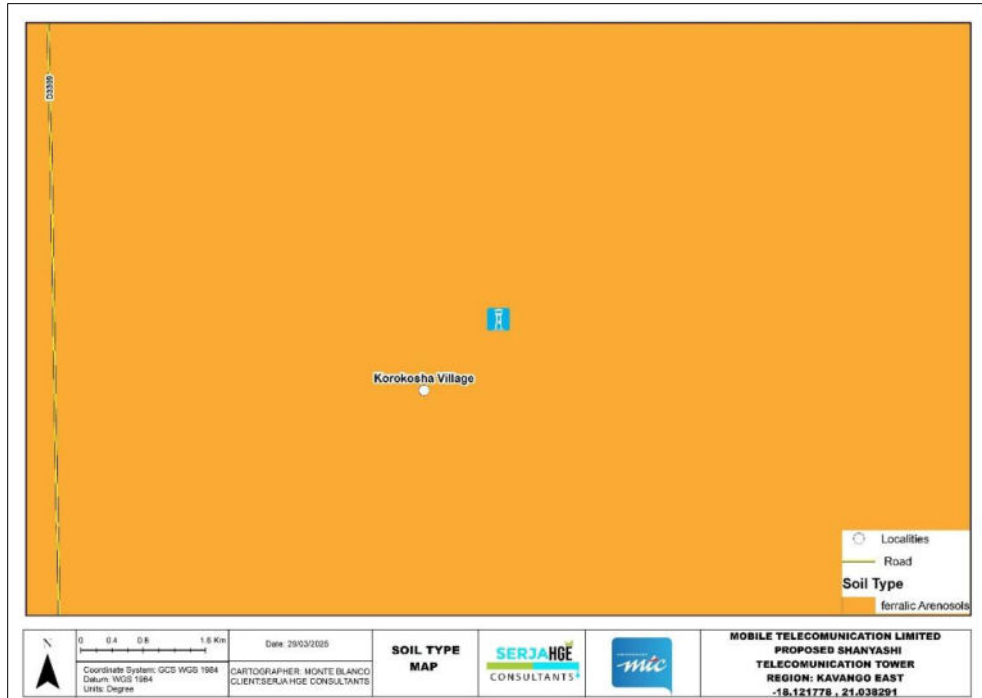 D3309
Korokosha Village
Localities
Road
Soil Type
ferralic Arenosols
N
0 0.4 0.8 1.6 Km
Coordinate System: GCS WGS 1984
Datum: WGS 1984
Units: Degree
Date: 29/03/2025
CARTOGRAPHER: MONTE BLANCO
CLIENT:SERJA HGE CONSULTANTS
SOIL TYPE
MAP
SERJAHGE
CONSULTANTS
mtc
MOBILE TELECOMMUNICATION LIMITED
PROPOSED SHANYASHI
TELECOMUNICATION TOWER
REGION: KAVANGO EAST
-18.121778 , 21.038291